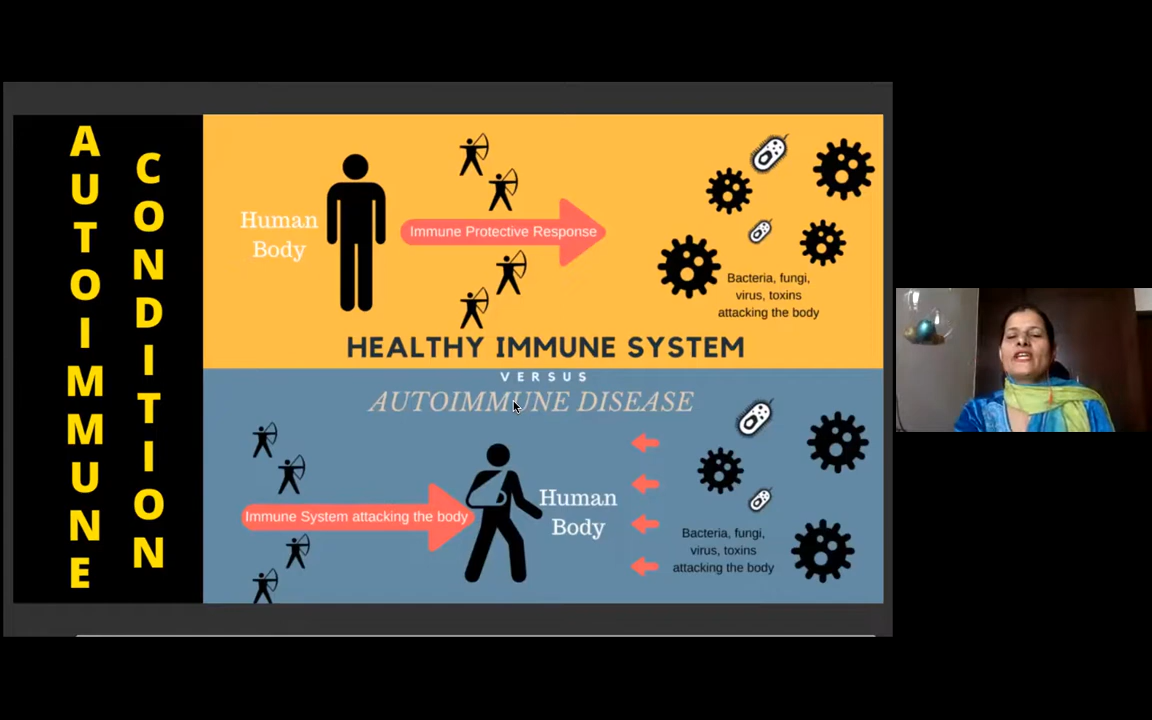 AUTOIMMUNE
CONDITION
Human
Body
Immune Protective Response
Bacteria, fungi,
virus, toxins
attacking the body
HEALTHY IMMUNE SYSTEM
VERSUS
AUTOIMMUNE DISEASE
Immune System attacking the body
Human
Body
Bacteria, fungi,
virus, toxins
attacking the body